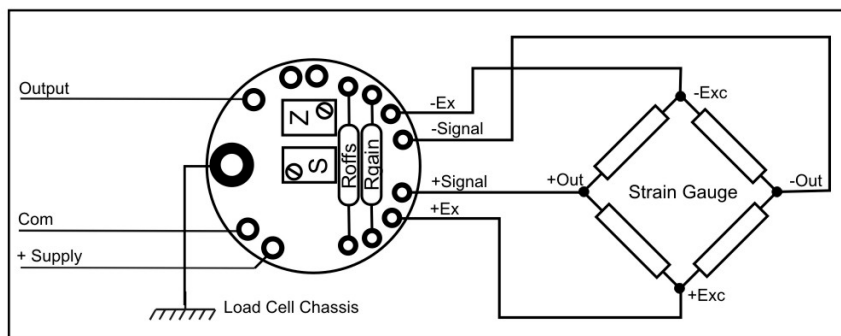 Output
Z
S
Roffs
Rgain
-Ex
-Signal
+Signal
+Ex
-Exc
+Out
Strain Gauge
-Out
+Exc
Com
+ Supply
Load Cell Chassis